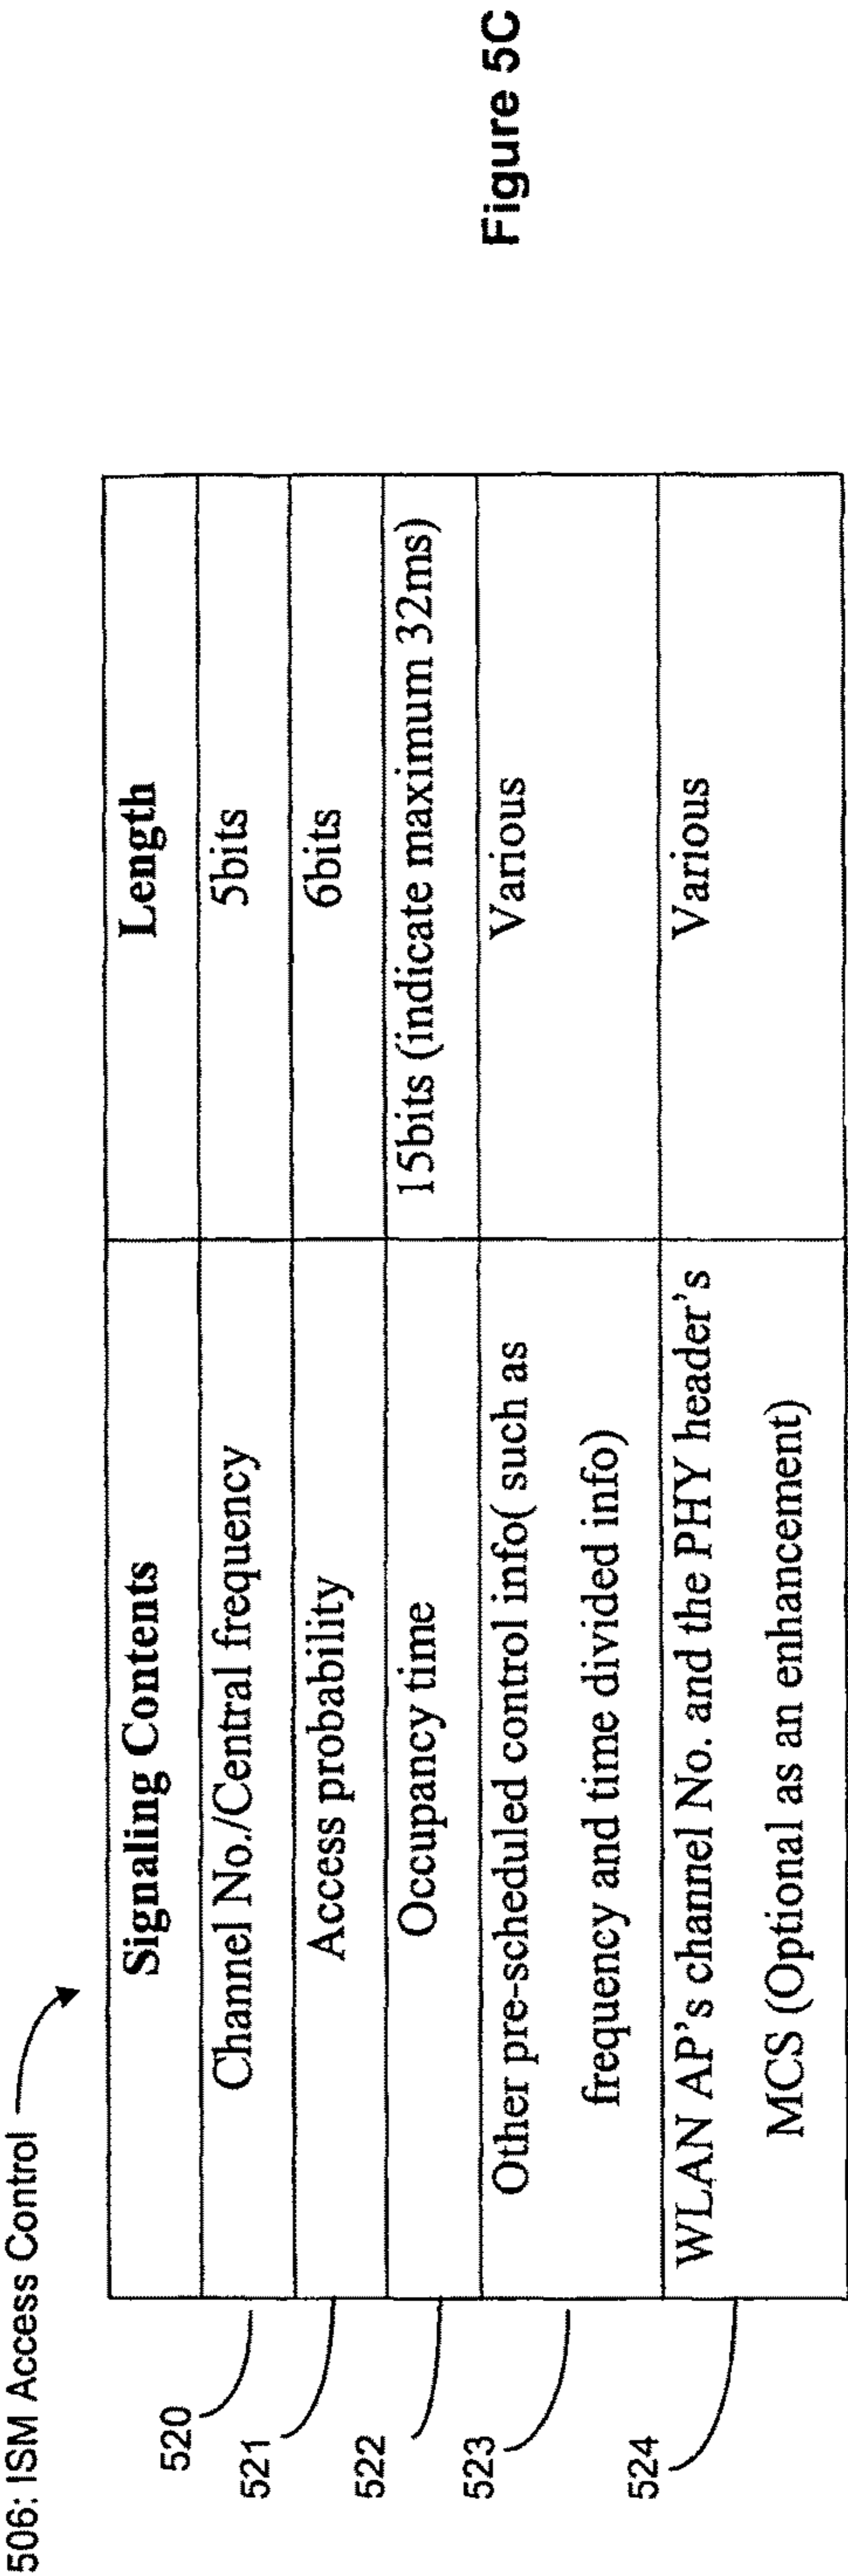 506: ISM Access Control
Signaling Contents
Length
520
Channel No./Central frequency
5bits
521
Access probability
6bits
522
Occupancy time
15bits (indicate maximum 32ms)
523
Other pre-scheduled control info( such as
frequency and time divided info)
Various
524
WLAN AP's channel No. and the PHY header's
MCS (Optional as an enhancement)
Various
Figure 5C